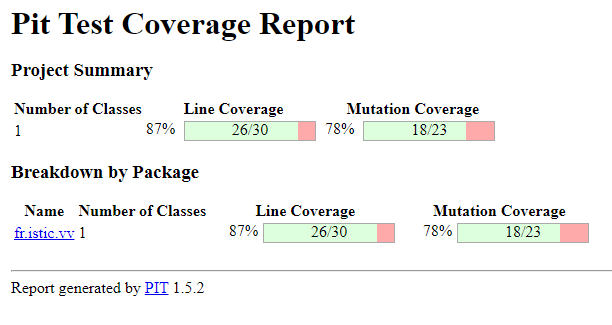 Pit Test Coverage Report
Project Summary
Number of Classes Line Coverage Mutation Coverage
1 87% 26/30 78% 18/23
Breakdown by Package
Name Number of Classes Line Coverage Mutation Coverage
fr.istic.vv 1 87% 26/30 78% 18/23
Report generated by PIT 1.5.2